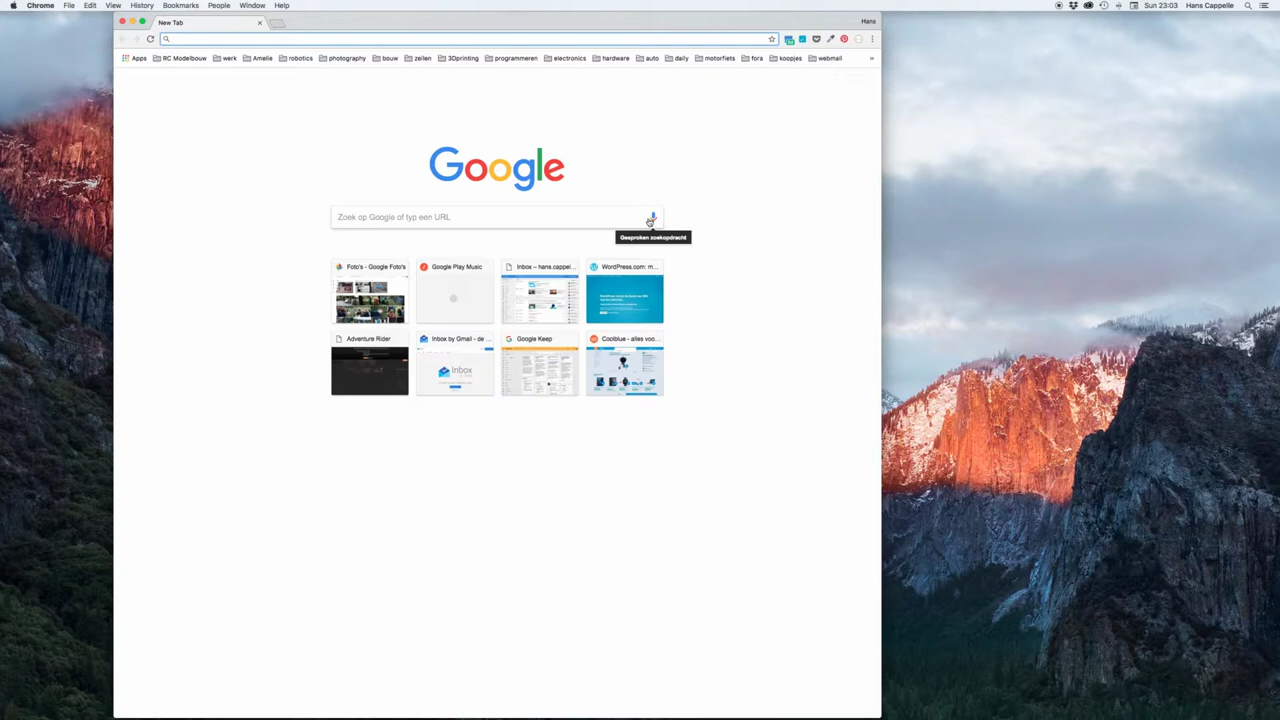 Chrome File Edit View History Bookmarks People Window Help Sun 23:03 Hans Cappelle
New Tab Hans
Apps RC Modelbouw werk Amelie robotics photography bouw zeilen 3Dprinting programmeren electronics hardware auto daily motorfiets fora koopjes webmail »
Google
Zoek op Google of typ een URL
Gesproken zoekopdracht
Foto's - Google Foto's Google Play Music Inbox – hans.cappel... WordPress.com: m...
Adventure Rider Inbox by Gmail - de ... Google Keep Coolblue - alles voo...
Inbox